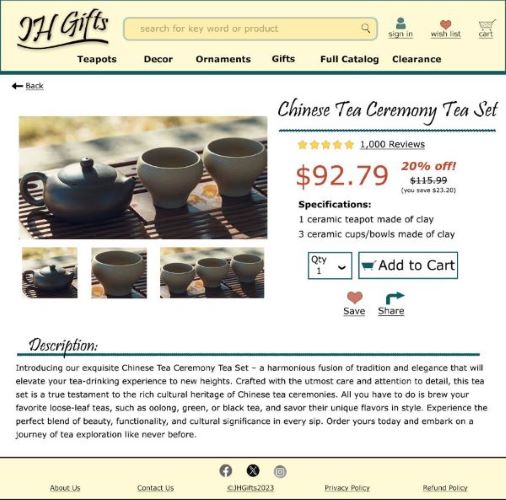 JH Gifts
search for key word or product
sign in
wish list
cart
Teapots Decor Ornaments Gifts Full Catalog Clearance
Back
Chinese Tea Ceremony Tea Set
1,000 Reviews
$92.79
20% off!
$115.99
(you save $23.20)
Specifications:
1 ceramic teapot made of clay
3 ceramic cups/bowls made of clay
Qty
1
Add to Cart
Save
Share
Description:
Introducing our exquisite Chinese Tea Ceremony Tea Set – a harmonious fusion of tradition and elegance that will
elevate your tea-drinking experience to new heights. Crafted with the utmost care and attention to detail, this tea
set is a true testament to the rich cultural heritage of Chinese tea ceremonies. All you have to do is brew your
favorite loose-leaf teas, such as oolong, green, or black tea, and savor their unique flavors in style. Experience the
perfect blend of beauty, functionality, and cultural significance in every sip. Order yours today and embark on a
journey of tea exploration like never before.
About Us Contact Us ©JHGifts2023 Privacy Policy Refund Policy